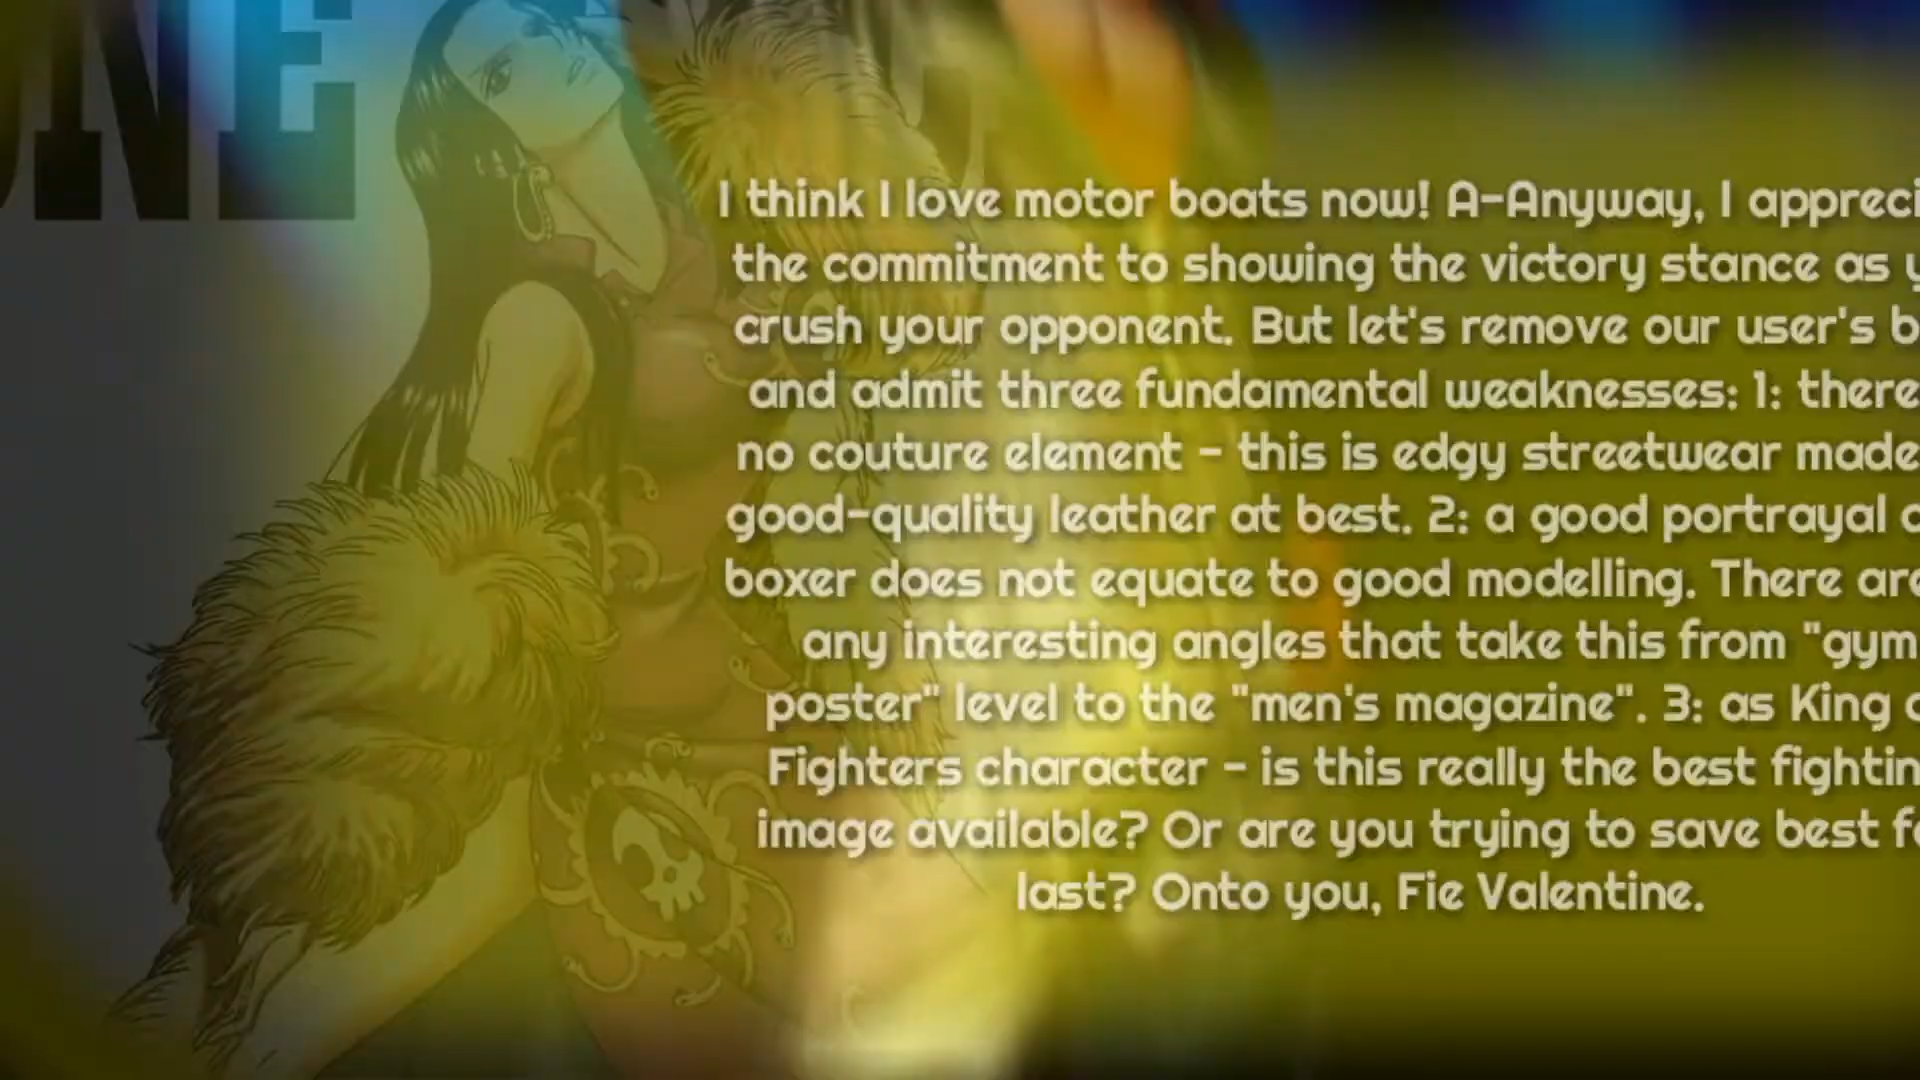 ONE
I think I love motor boats now! A-Anyway, I appreci
the commitment to showing the victory stance as y
crush your opponent. But let's remove our user's b
and admit three fundamental weaknesses: 1: there
no couture element - this is edgy streetwear made
good-quality leather at best. 2: a good portrayal o
boxer does not equate to good modelling. There are
any interesting angles that take this from "gym
poster" level to the "men's magazine". 3: as King o
Fighters character - is this really the best fightin
image available? Or are you trying to save best fo
last? Onto you, Fie Valentine.